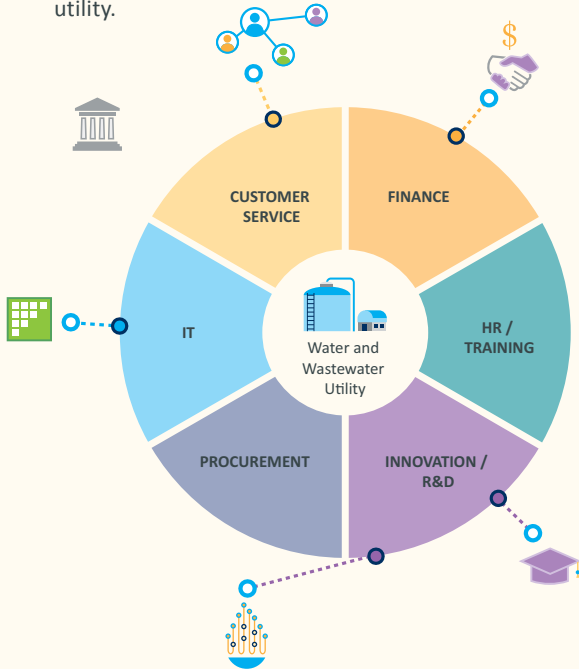 utility.
$
CUSTOMER
SERVICE
FINANCE
IT
HR /
TRAINING
Water and
Wastewater
Utility
PROCUREMENT
INNOVATION /
R&D